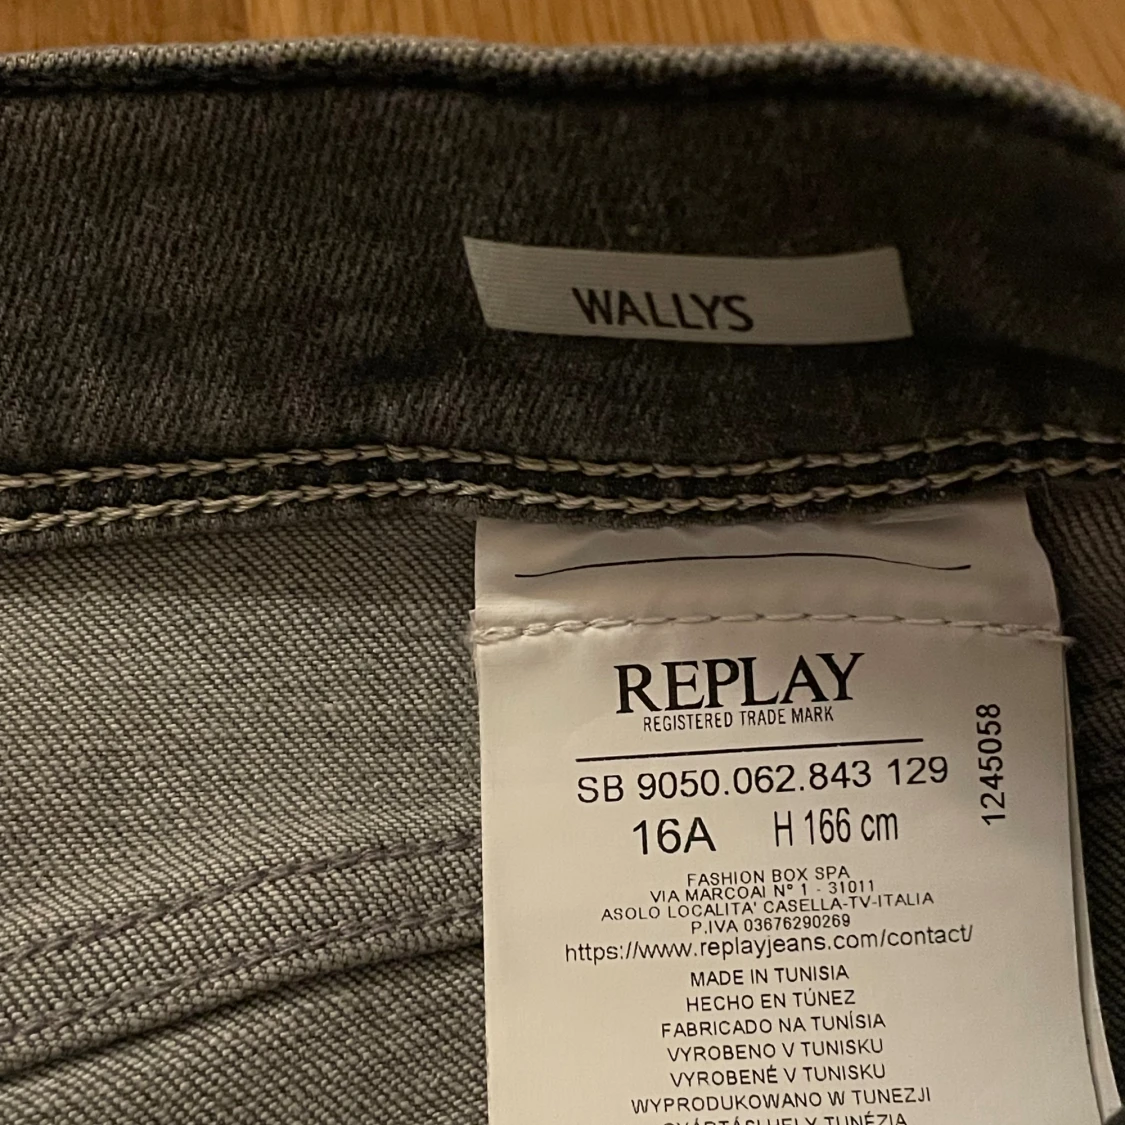 WALLYS
REPLAY
REGISTERED TRADE MARK
SB 9050.062.843 129
1245058
16A H 166 cm
FASHION BOX SPA
VIA MARCOAI N° 1 - 31011
ASOLO LOCALITA' CASELLA-TV-ITALIA
P.IVA 03676290269
https://www.replayjeans.com/contact/
MADE IN TUNISIA
HECHO EN TÚNEZ
FABRICADO NA TUNÍSIA
VYROBENO V TUNISKU
VYROBENÉ V TUNISKU
WYPRODUKOWANO W TUNEZJI
TUNÉZIA